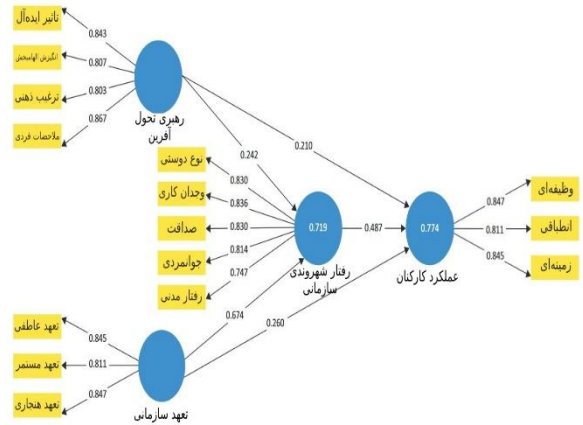 تاثیر ایده‌آل
0.843
انگیزش الهامبخش
0.807
ترغیب ذهنی
0.803
ملاحضات فردی
0.867
رهبری تحول
آفرین
0.242
0.210
نوع دوستی
0.830
وجدان کاری
0.836
صداقت
0.830
جوانمردی
0.814
رفتار مدنی
0.747
0.719
رفتار شهروندی
سازمانی
0.487
0.774
عملکرد کارکنان
وظیفه‌ای
0.847
انطباقی
0.811
زمینه‌ای
0.845
0.674
0.260
تعهد عاطفی
0.845
تعهد مستمر
0.811
تعهد هنجاری
0.847
تعهد سازمانی